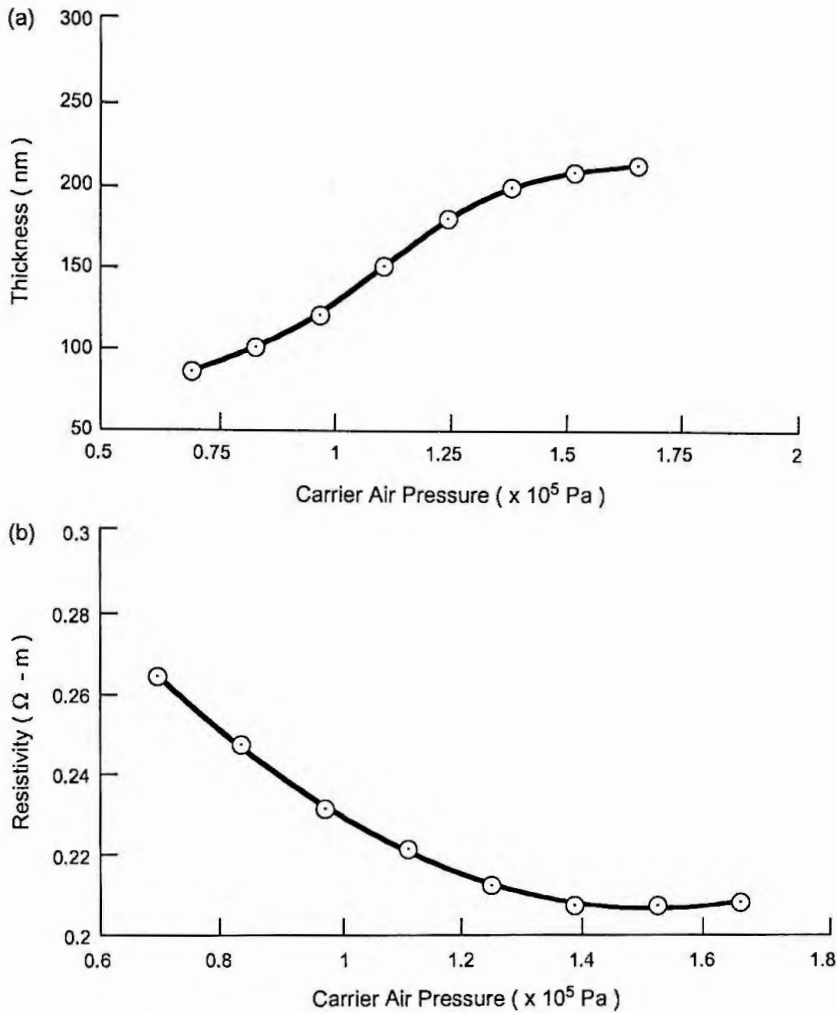 (a)
300
250
200
150
100
50
Thickness ( nm )
0.5 0.75 1 1.25 1.5 1.75 2
Carrier Air Pressure ( x 10⁵ Pa )
(b)
0.3
0.28
0.26
0.24
0.22
0.2
Resistivity ( Ω - m )
0.6 0.8 1 1.2 1.4 1.6 1.8
Carrier Air Pressure ( x 10⁵ Pa )